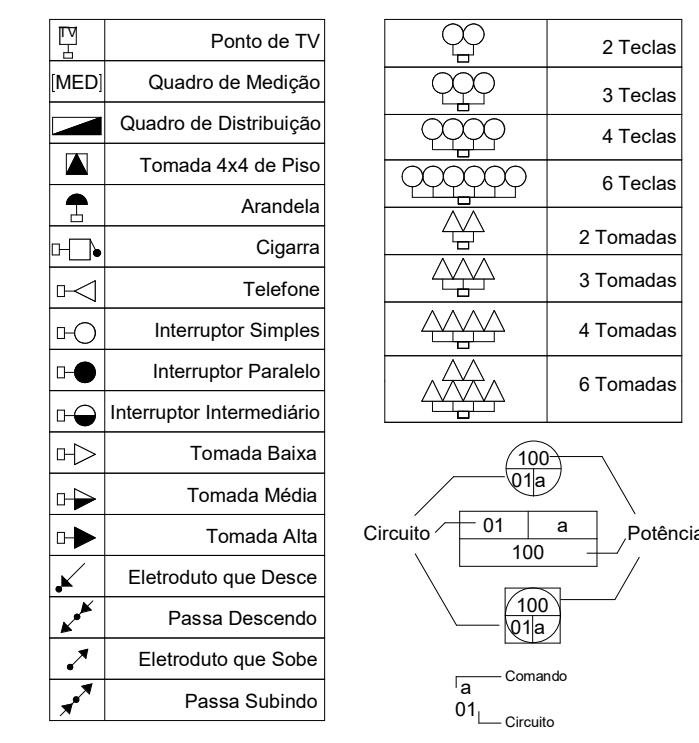 TV
Ponto de TV
[MED]
Quadro de Medição
Quadro de Distribuição
Tomada 4x4 de Piso
Arandela
Cigarra
Telefone
Interruptor Simples
Interruptor Paralelo
Interruptor Intermediário
Tomada Baixa
Tomada Média
Tomada Alta
Eletroduto que Desce
Passa Descendo
Eletroduto que Sobe
Passa Subindo
2 Teclas
3 Teclas
4 Teclas
6 Teclas
2 Tomadas
3 Tomadas
4 Tomadas
6 Tomadas
100
01 a
Circuito
01 a
Potência
100
100
01 a
Comando
a
01
Circuito